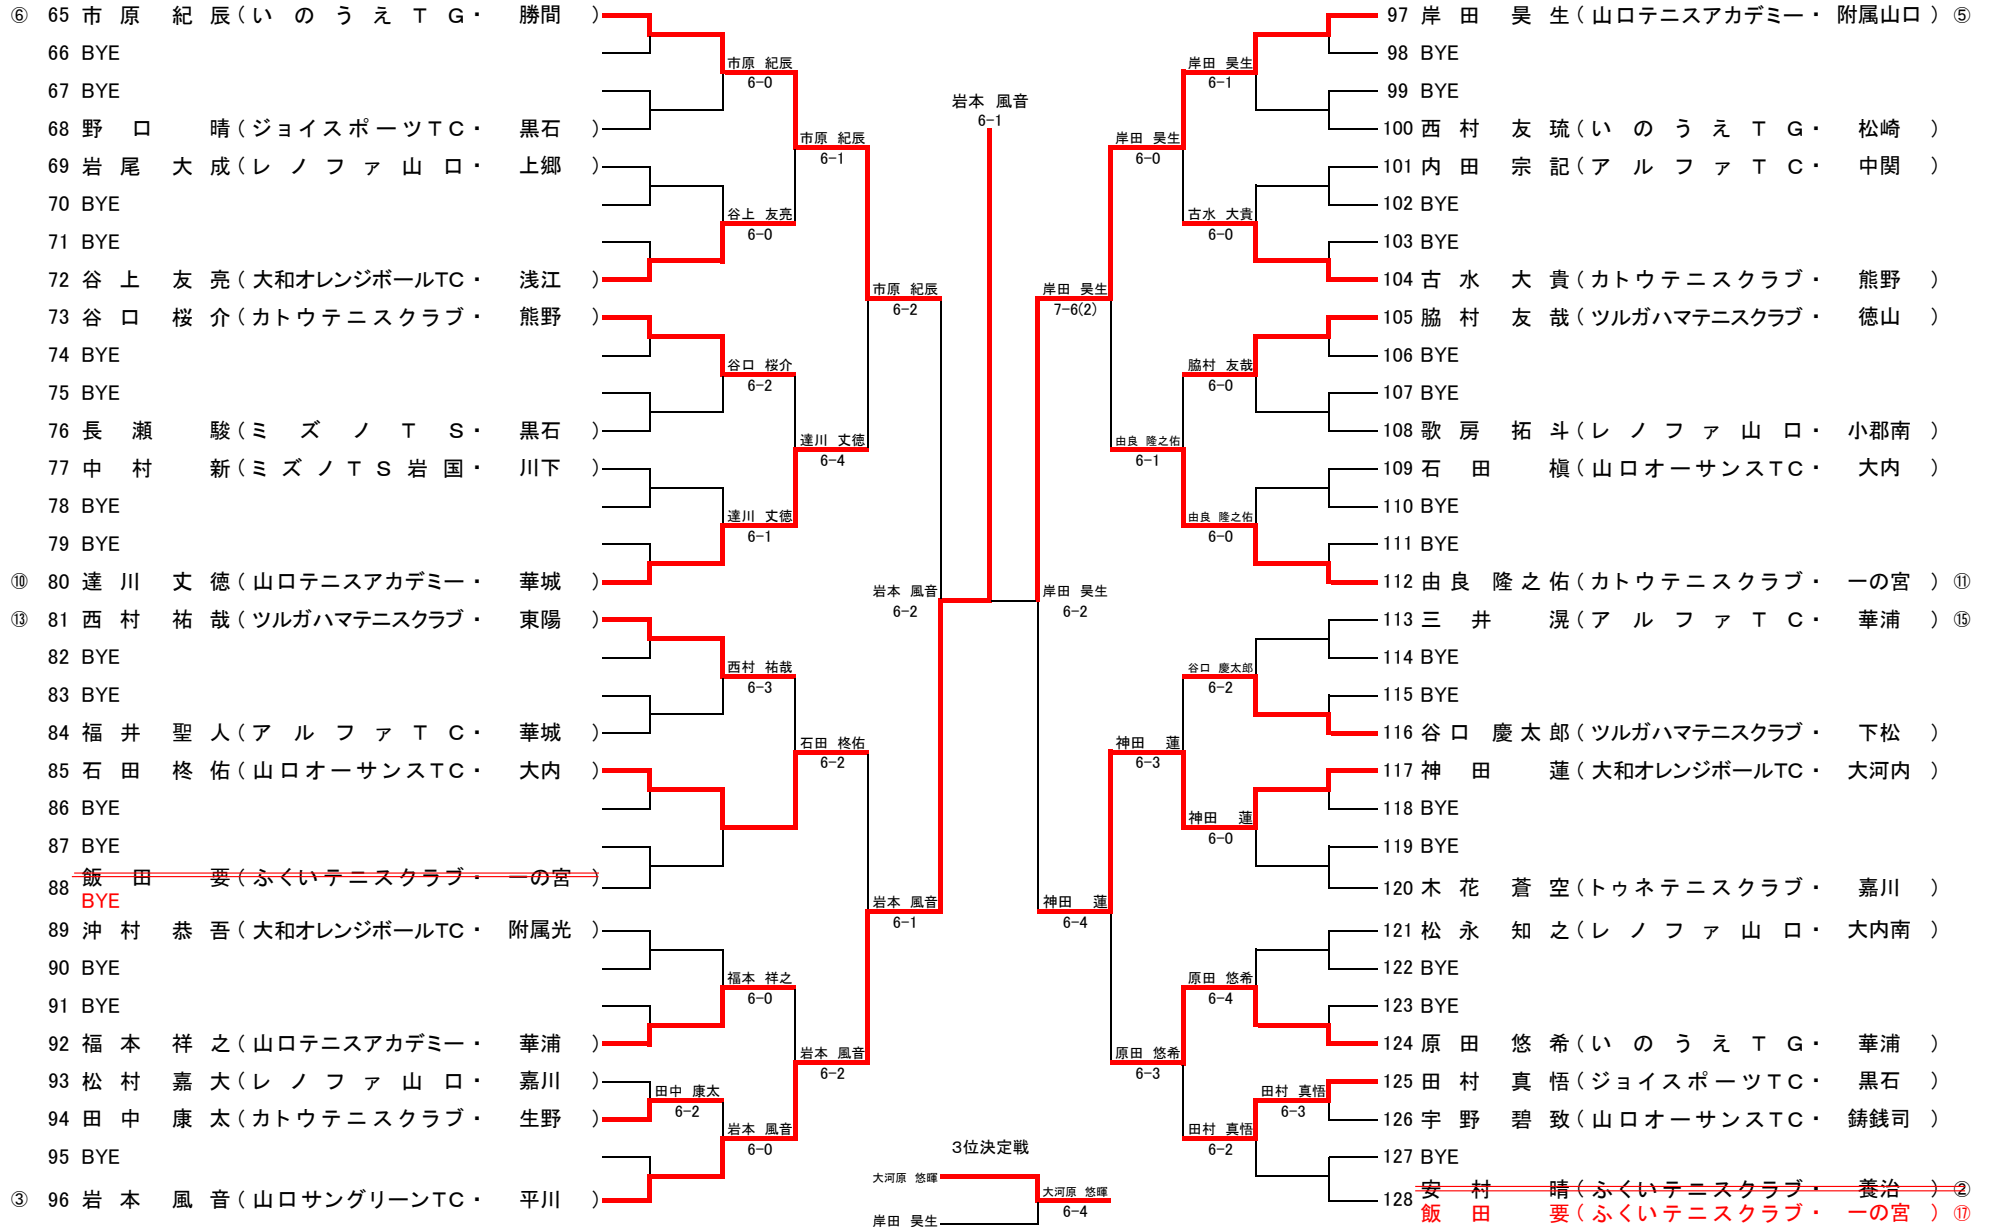 ⑥ 65 市原 紀辰(いのうえTG・ 勝間 )
66 BYE
67 BYE
68 野口 晴(ジョイスポーツTC・ 黒石 )
69 岩尾 大成(レノファ山口・ 上郷 )
70 BYE
71 BYE
72 谷上 友亮(大和オレンジボールTC・ 浅江 )
73 谷口 桜介(カトウテニスクラブ・ 熊野 )
74 BYE
75 BYE
76 長瀬 駿(ミズノTS・ 黒石 )
77 中村 新(ミズノTS岩国・ 川下 )
78 BYE
79 BYE
⑩ 80 達川 丈徳(山口テニスアカデミー・ 華城 )
⑬ 81 西村 祐哉(ツルガハマテニスクラブ・ 東陽 )
82 BYE
83 BYE
84 福井 聖人(アルファTC・ 華城 )
85 石田 柊佑(山口オーサンスTC・ 大内 )
86 BYE
87 BYE
88 飯田 要(ふくいテニスクラブ・ 一の宮 )
BYE
89 沖村 恭吾(大和オレンジボールTC・ 附属光 )
90 BYE
91 BYE
92 福本 祥之(山口テニスアカデミー・ 華浦 )
93 松村 嘉大(レノファ山口・ 嘉川 )
94 田中 康太(カトウテニスクラブ・ 生野 )
95 BYE
③ 96 岩本 風音(山口サングリーンTC・ 平川 )
田中 康太
6-2
市原 紀辰
6-0
谷上 友亮
6-0
谷口 桜介
6-2
達川 丈徳
6-1
西村 祐哉
6-3
福本 祥之
6-0
岩本 風音
6-0
市原 紀辰
6-1
達川 丈徳
6-4
石田 柊佑
6-2
岩本 風音
6-2
市原 紀辰
6-2
岩本 風音
6-1
岩本 風音
6-2
岩本 風音
6-1
岸田 昊生
6-2
岸田 昊生
7-6(2)
神田 蓮
6-4
岸田 昊生
6-0
由良 隆之佑
6-1
神田 蓮
6-3
原田 悠希
6-3
岸田 昊生
6-1
古水 大貴
6-0
脇村 友哉
6-0
由良 隆之佑
6-0
谷口 慶太郎
6-2
神田 蓮
6-0
原田 悠希
6-4
田村 真悟
6-2
田村 真悟
6-3
3位決定戦
大河原 悠暉
岸田 昊生
大河原 悠暉
6-4
97 岸田 昊生(山口テニスアカデミー・ 附属山口 ) ⑤
98 BYE
99 BYE
100 西村 友琉(いのうえTG・ 松崎 )
101 内田 宗記(アルファTC・ 中関 )
102 BYE
103 BYE
104 古水 大貴(カトウテニスクラブ・ 熊野 )
105 脇村 友哉(ツルガハマテニスクラブ・ 徳山 )
106 BYE
107 BYE
108 歌房 拓斗(レノファ山口・ 小郡南 )
109 石田 槇(山口オーサンスTC・ 大内 )
110 BYE
111 BYE
112 由良 隆之佑(カトウテニスクラブ・ 一の宮 ) ⑪
113 三井 滉(アルファTC・ 華浦 ) ⑮
114 BYE
115 BYE
116 谷口 慶太郎(ツルガハマテニスクラブ・ 下松 )
117 神田 蓮(大和オレンジボールTC・ 大河内 )
118 BYE
119 BYE
120 木花 蒼空(トゥネテニスクラブ・ 嘉川 )
121 松永 知之(レノファ山口・ 大内南 )
122 BYE
123 BYE
124 原田 悠希(いのうえTG・ 華浦 )
125 田村 真悟(ジョイスポーツTC・ 黒石 )
126 宇野 碧致(山口オーサンスTC・ 鋳銭司 )
127 BYE
128 安村 晴(ふくいテニスクラブ・ 養治 ) ②
飯田 要(ふくいテニスクラブ・ 一の宮 ) ⑰